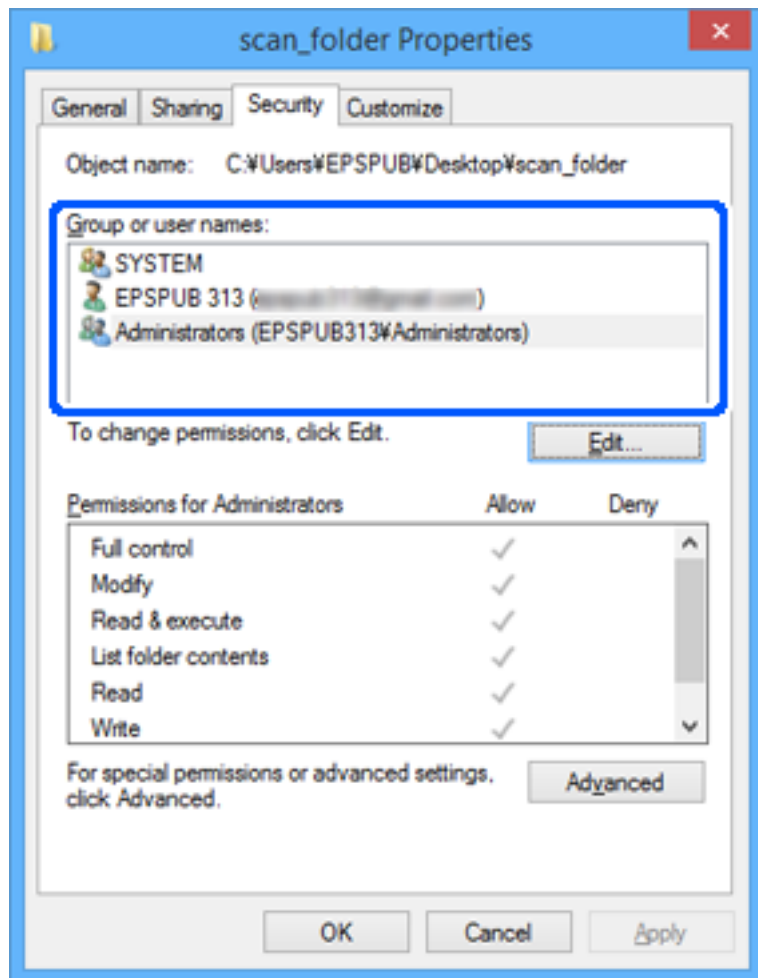 scan_folder Properties
General Sharing Security Customize
Object name: C:¥Users¥EPSPUB¥Desktop¥scan_folder
Group or user names:
SYSTEM
EPSPUB 313 ( )
Administrators (EPSPUB313¥Administrators)
To change permissions, click Edit.
Edit...
Permissions for Administrators Allow Deny
Full control
Modify
Read & execute
List folder contents
Read
Write
For special permissions or advanced settings,
click Advanced.
Advanced
OK Cancel Apply